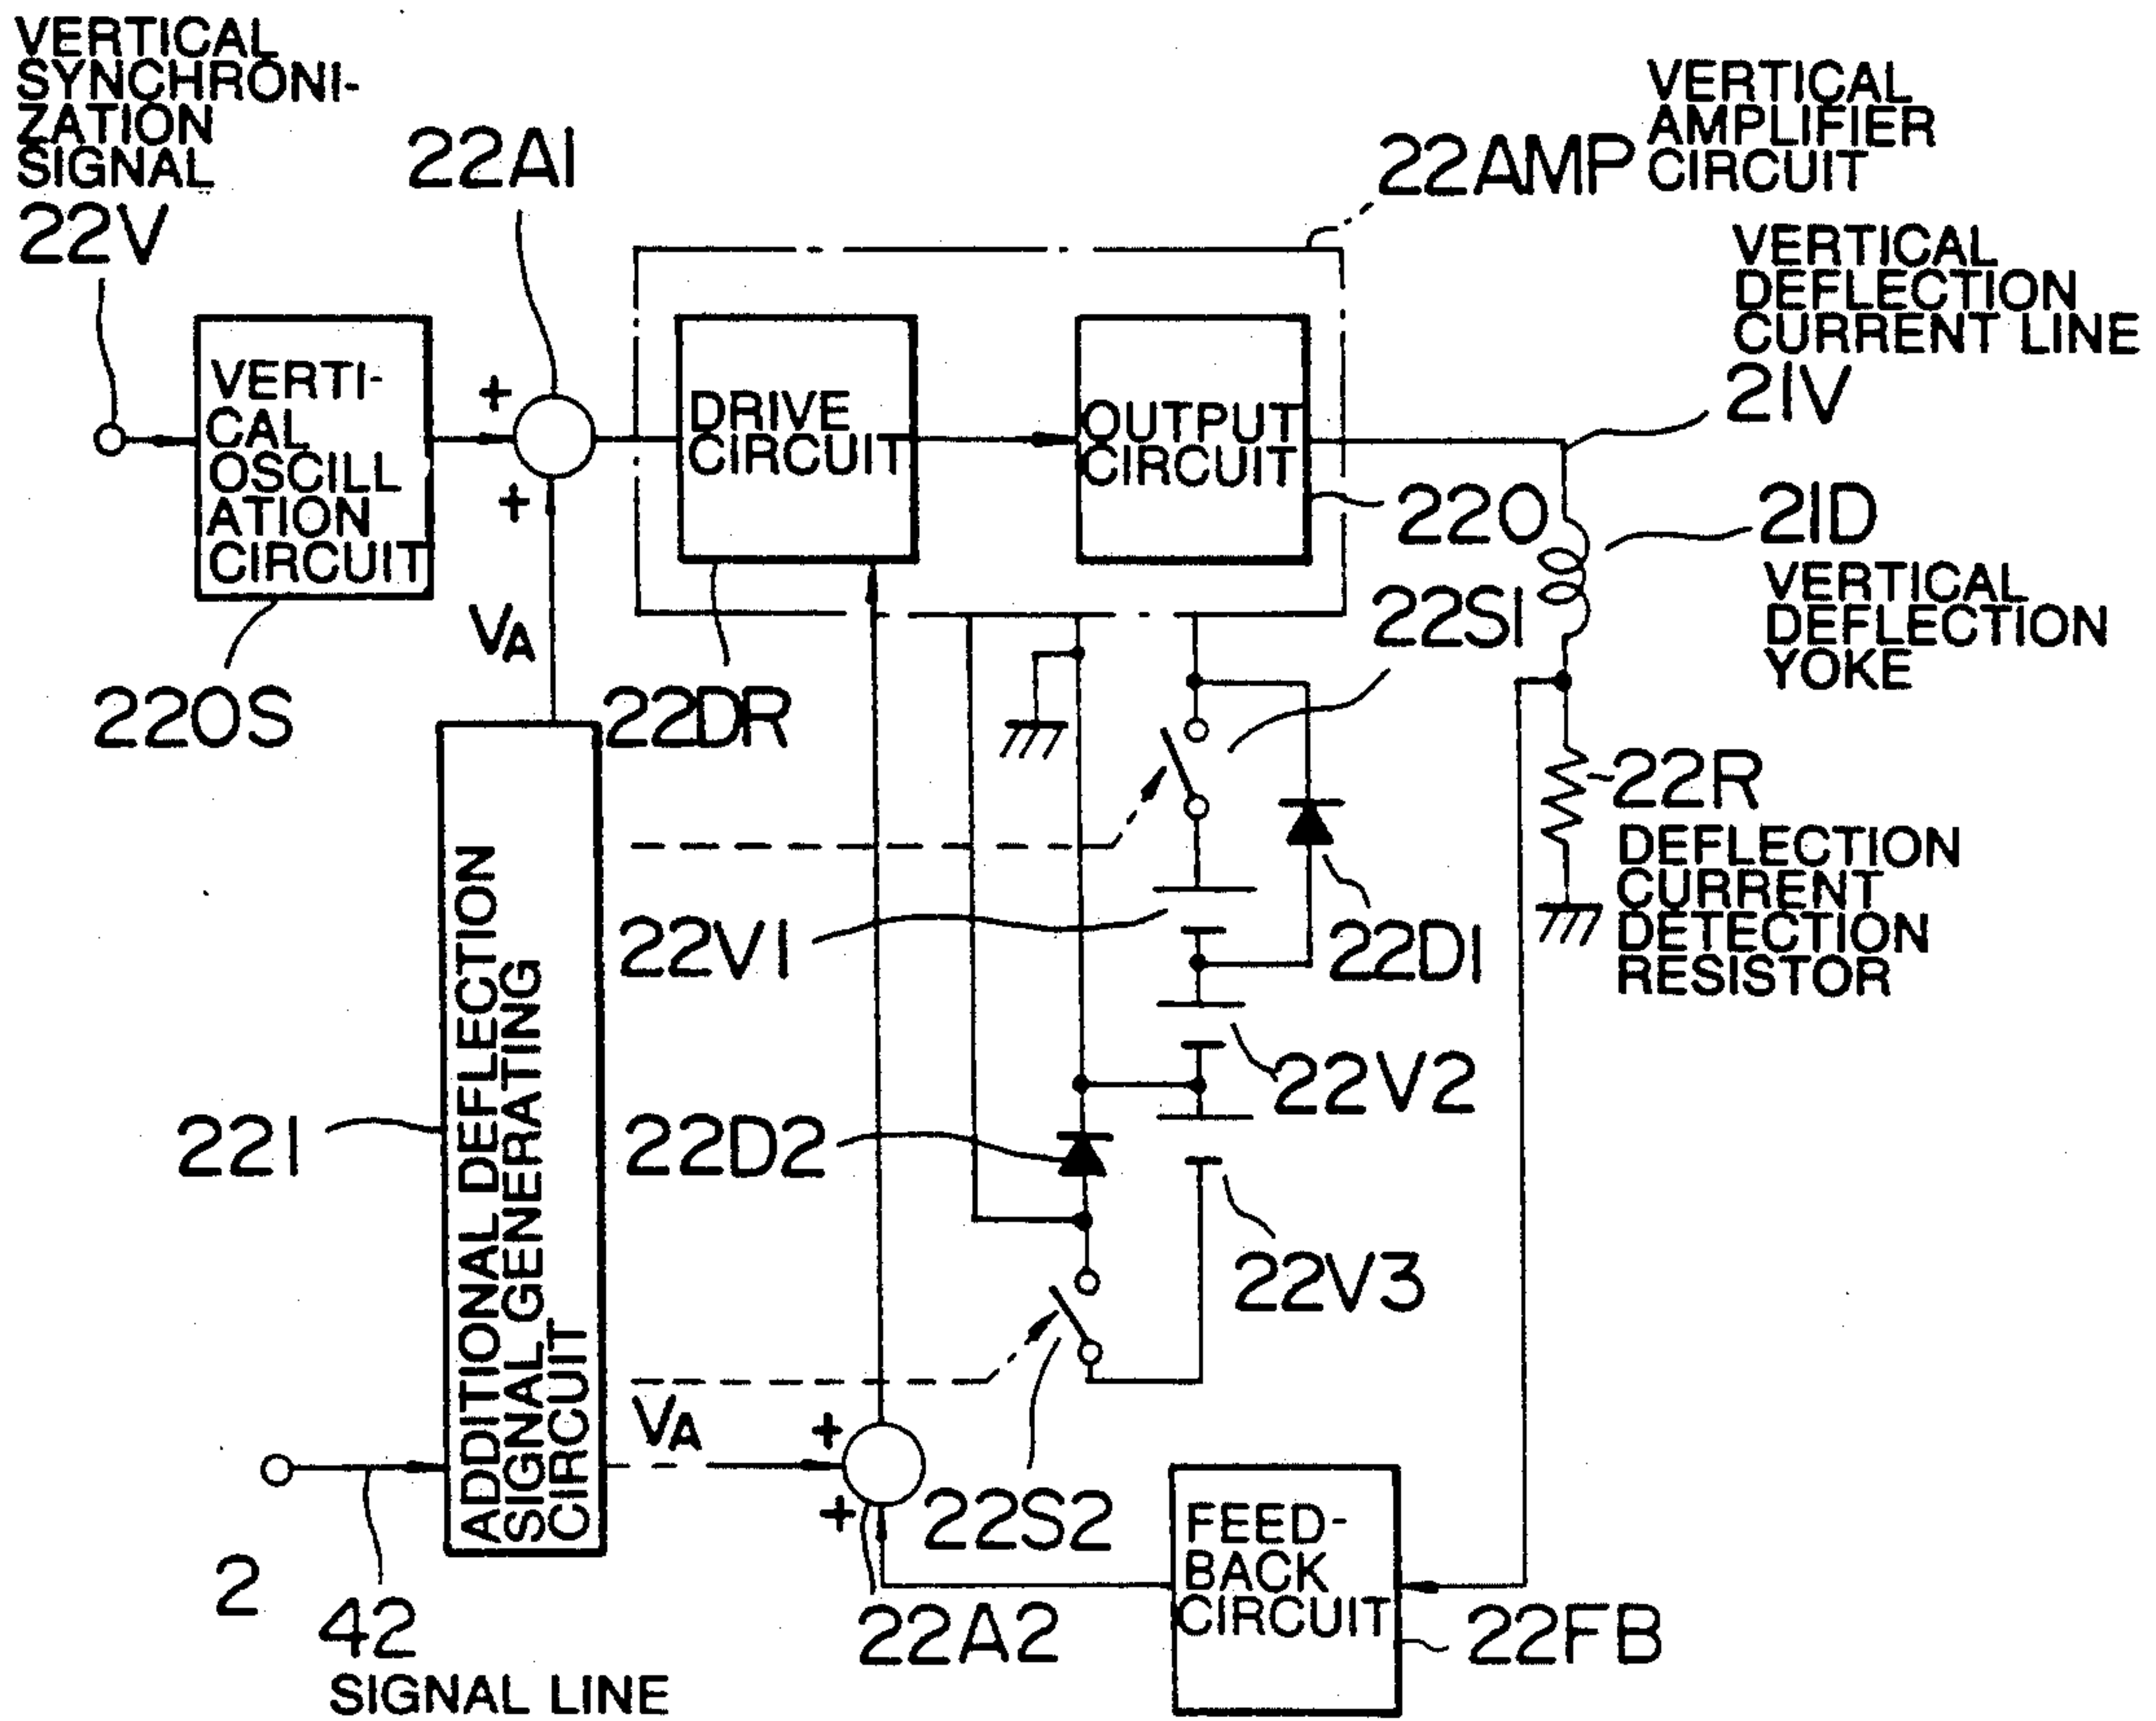 VERTICAL
SYNCHRONI-
ZATION
SIGNAL
22V
22A1
22AMP
VERTICAL
AMPLIFIER
CIRCUIT
VERTICAL
DEFLECTION
CURRENT LINE
21V
VERTI-
CAL
OSCILL
ATION
CIRCUIT
+
+
DRIVE
CIRCUIT
OUTPUT
CIRCUIT
220
21D
VERTICAL
DEFLECTION
YOKE
22S1
VA
220S
22DR
22R
DEFLECTION
CURRENT
DETECTION
RESISTOR
22V1
22D1
22V2
221
ADDITIONAL DEFLECTION
SIGNAL GENERATING
CIRCUIT
22D2
22V3
VA
+
+
22S2
2
42
SIGNAL LINE
22A2
FEED-
BACK
CIRCUIT
22FB